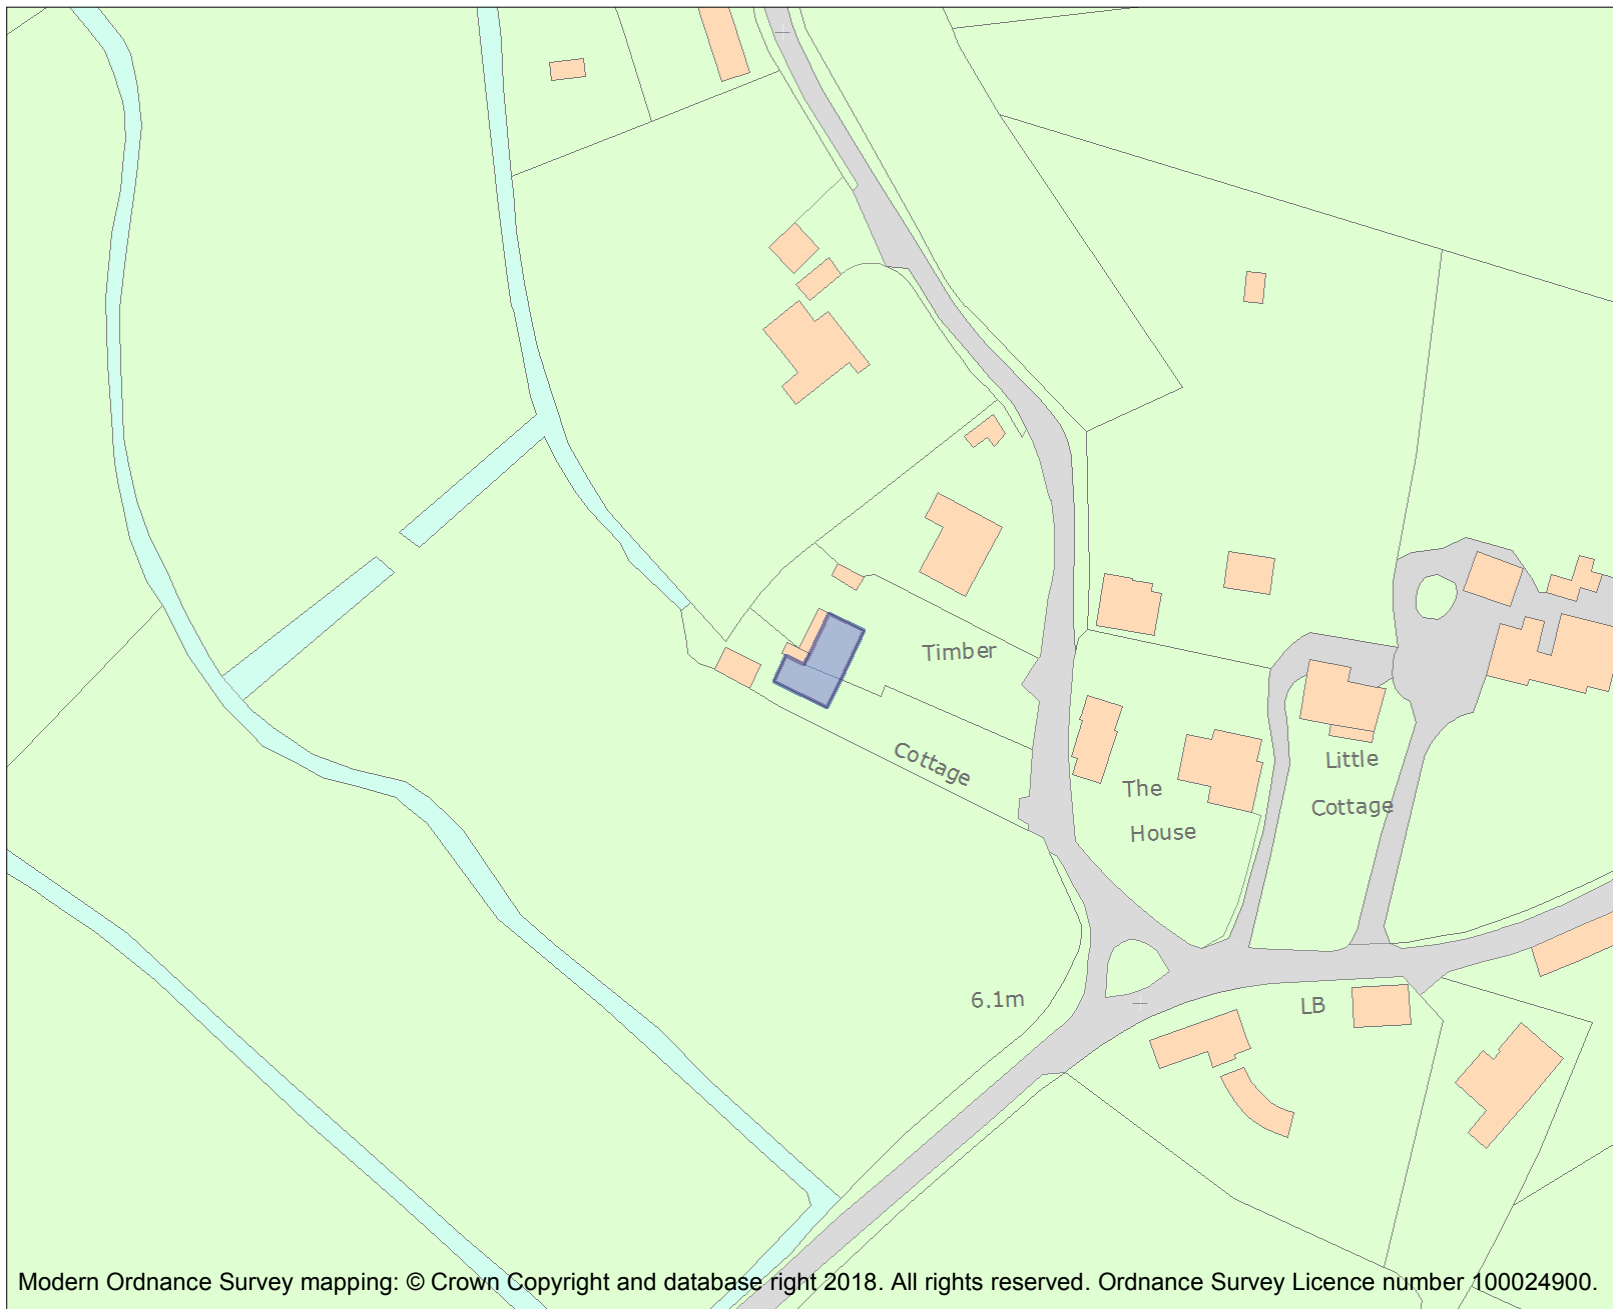 Timber
Cottage
The
House
Little
Cottage
6.1m
LB
Modern Ordnance Survey mapping: © Crown Copyright and database right 2018. All rights reserved. Ordnance Survey Licence number 100024900.